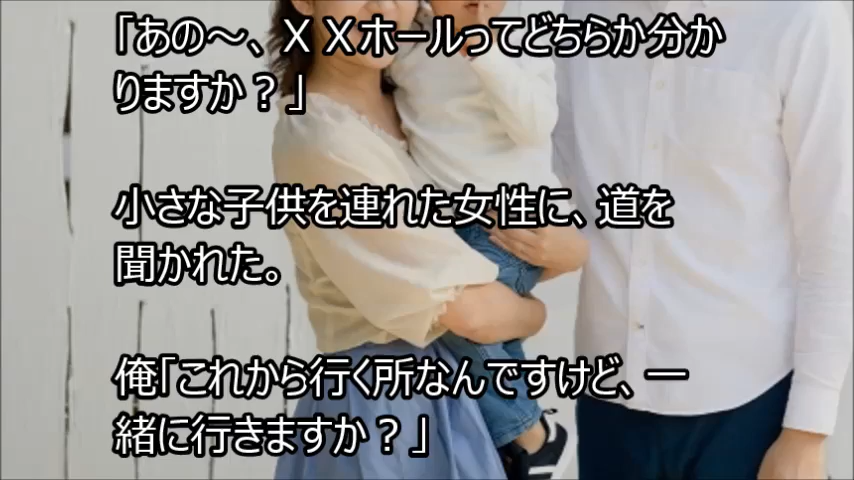 「あの～、ＸＸホールってどちらか分か
りますか？」
小さな子供を連れた女性に、道を
聞かれた。
俺「これから行く所なんですけど、一
緒に行きますか？」